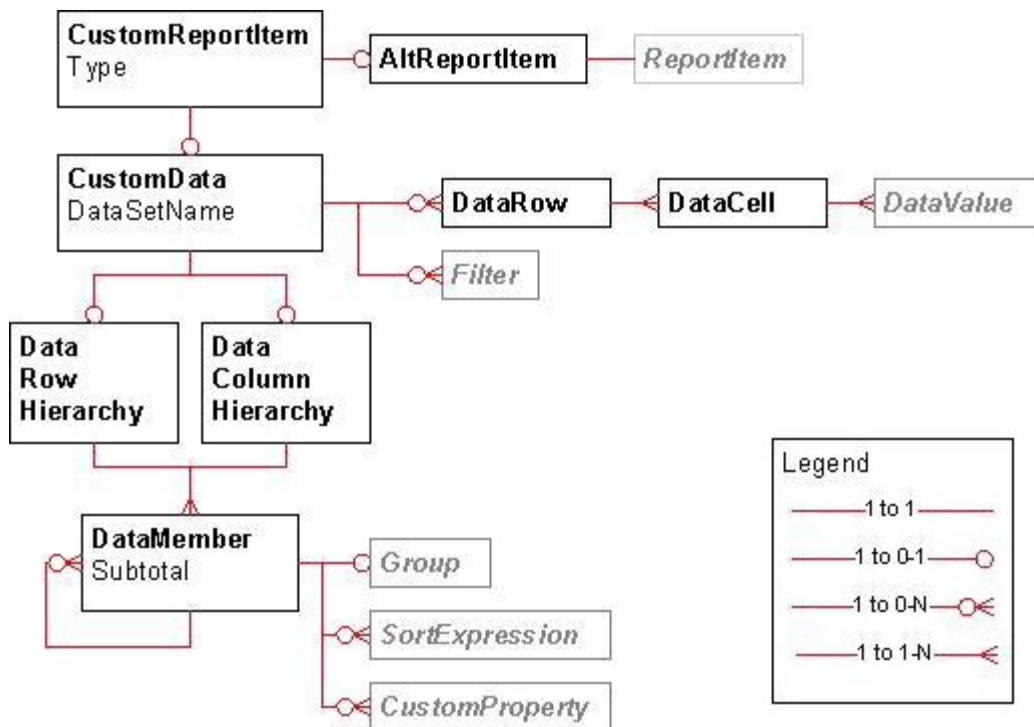 CustomReportItem
Type
AltReportItem
ReportItem
CustomData
DataSetName
DataRow
DataCell
DataValue
Filter
Data
Row
Hierarchy
Data
Column
Hierarchy
DataMember
Subtotal
Group
SortExpression
CustomProperty
Legend
1 to 1
1 to 0-1
1 to 0-N
1 to 1-N